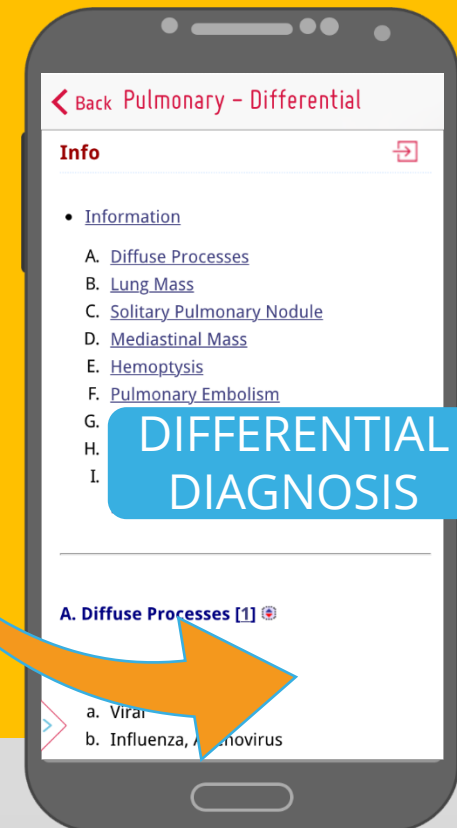 Back Pulmonary - Differential
Info
• Information
A. Diffuse Processes
B. Lung Mass
C. Solitary Pulmonary Nodule
D. Mediastinal Mass
E. Hemoptysis
F. Pulmonary Embolism
G.
H.
I.
DIFFERENTIAL
DIAGNOSIS
A. Diffuse Processes [1]
a. Viral
b. Influenza,